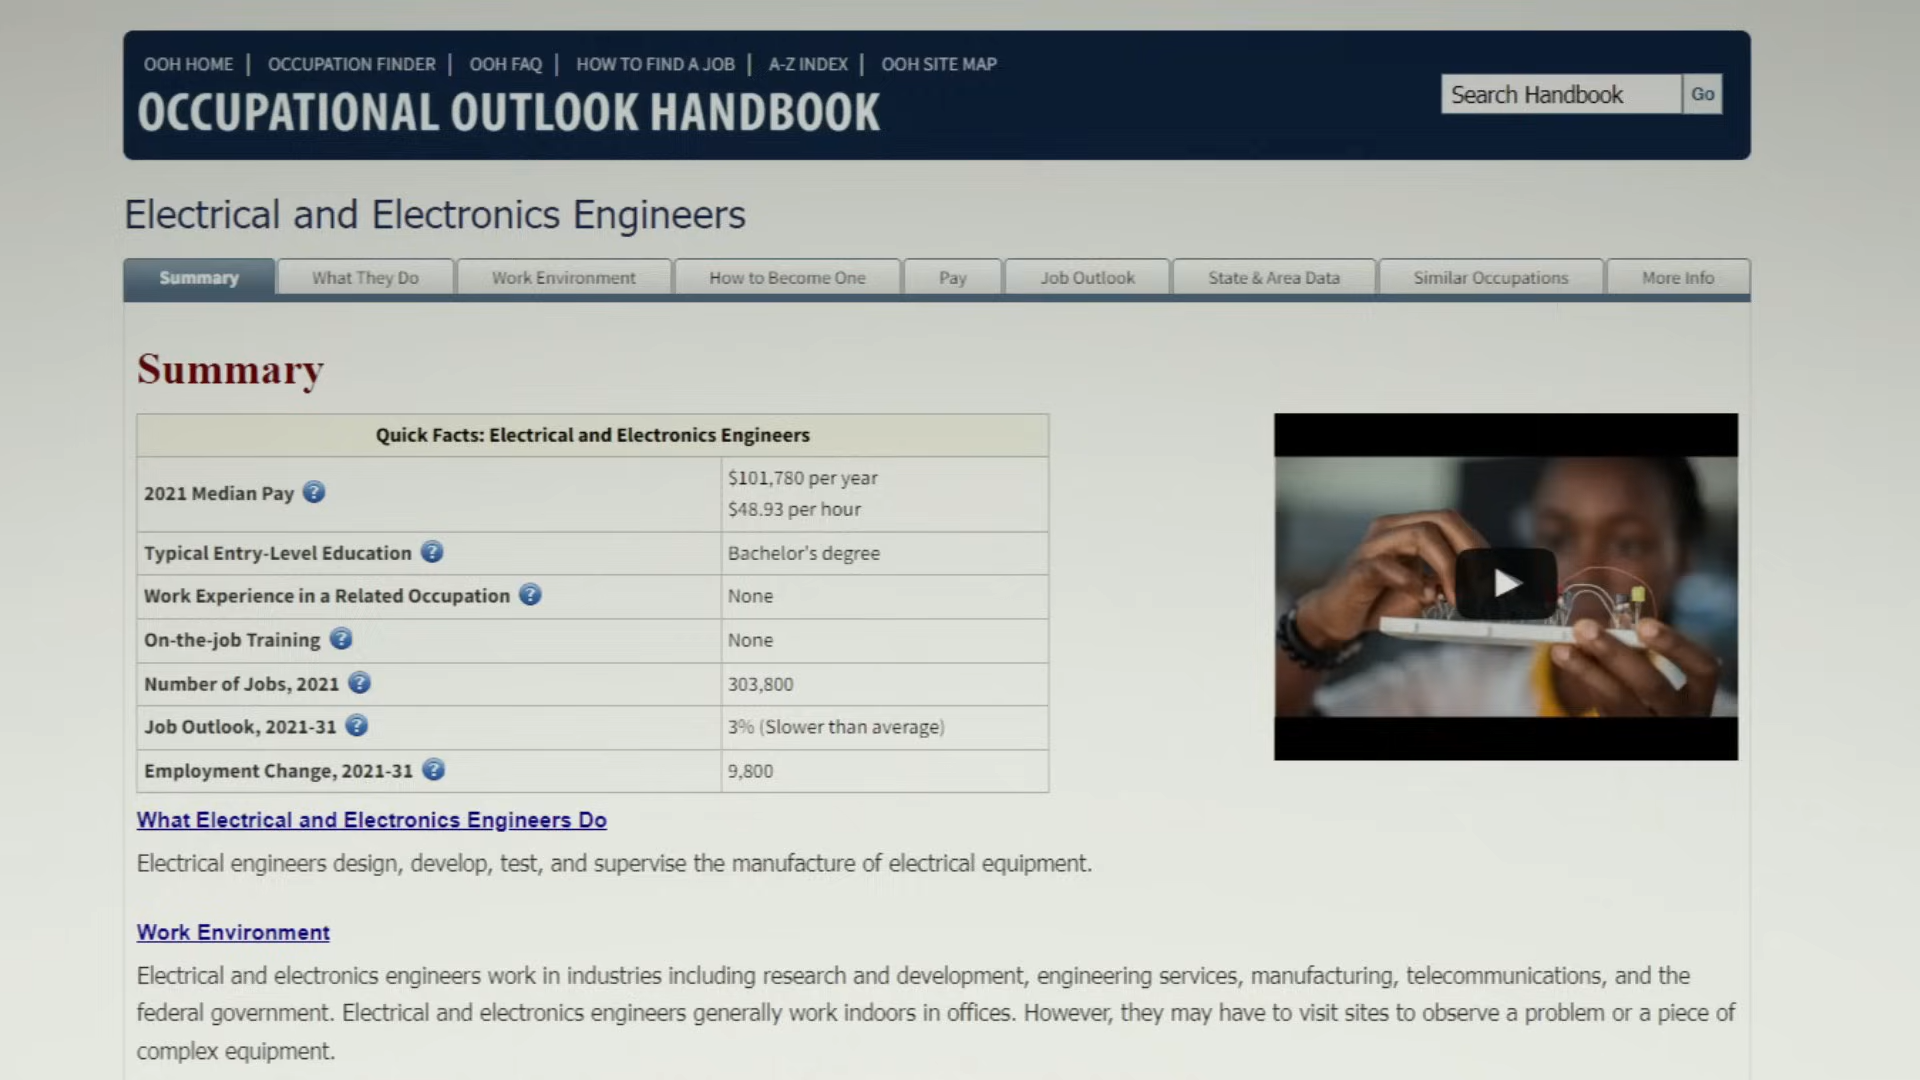 OOH HOME | OCCUPATION FINDER | OOH FAQ | HOW TO FIND A JOB | A-Z INDEX | OOH SITE MAP
OCCUPATIONAL OUTLOOK HANDBOOK
Search Handbook Go
Electrical and Electronics Engineers
Summary What They Do Work Environment How to Become One Pay Job Outlook State & Area Data Similar Occupations More Info
Summary
Quick Facts: Electrical and Electronics Engineers
2021 Median Pay ? $101,780 per year
$48.93 per hour
Typical Entry-Level Education ? Bachelor's degree
Work Experience in a Related Occupation ? None
On-the-job Training ? None
Number of Jobs, 2021 ? 303,800
Job Outlook, 2021-31 ? 3% (Slower than average)
Employment Change, 2021-31 ? 9,800
What Electrical and Electronics Engineers Do
Electrical engineers design, develop, test, and supervise the manufacture of electrical equipment.
Work Environment
Electrical and electronics engineers work in industries including research and development, engineering services, manufacturing, telecommunications, and the
federal government. Electrical and electronics engineers generally work indoors in offices. However, they may have to visit sites to observe a problem or a piece of
complex equipment.